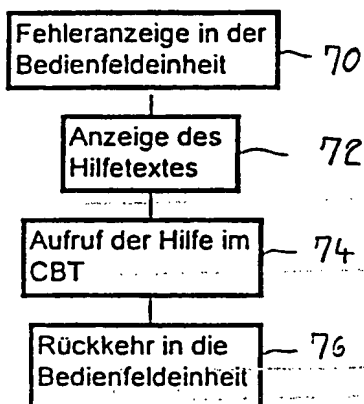 Fehleranzeige in der
Bedienfeldeinheit
70
Anzeige des
Hilfetextes
72
Aufruf der Hilfe im
CBT
74
Rückkehr in die
Bedienfeldeinheit
76